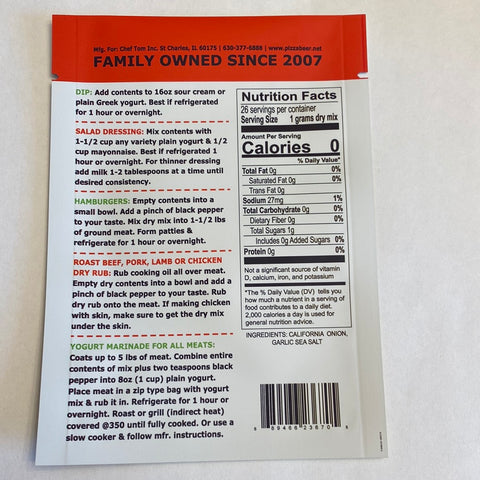 Mfg. For: Chef Tom Inc. St Charles, IL 60175 | 630-377-6888 • www.pizzabeer.net
FAMILY OWNED SINCE 2007
DIP: Add contents to 16oz sour cream or
plain Greek yogurt. Best if refrigerated
for 1 hour or overnight.
SALAD DRESSING: Mix contents with
1-1/2 cup any variety plain yogurt & 1/2
cup mayonnaise. Best if refrigerated 1
hour or overnight. For thinner dressing
add milk 1-2 tablespoons at a time until
desired consistency.
HAMBURGERS: Empty contents into a
small bowl. Add a pinch of black pepper
to your taste. Mix dry mix into 1-1/2 lbs
of ground meat. Form patties &
refrigerate for 1 hour or overnight.
ROAST BEEF, PORK, LAMB OR CHICKEN
DRY RUB: Rub cooking oil all over meat.
Empty dry contents into a bowl and add a
pinch of black pepper to your taste. Rub
dry rub onto the meat. If making chicken
with skin, make sure to get the dry mix
under the skin.
YOGURT MARINADE FOR ALL MEATS:
Coats up to 5 lbs of meat. Combine entire
contents of mix plus two teaspoons black
pepper into 8oz (1 cup) plain yogurt.
Place meat in a zip type bag with yogurt
mix & rub it in. Refrigerate for 1 hour or
overnight. Roast or grill (indirect heat)
covered @350 until fully cooked. Or use a
slow cooker & follow mfr. instructions.
Nutrition Facts
26 servings per container
Serving Size 1 grams dry mix
Amount Per Serving
Calories 0
% Daily Value*
Total Fat 0g 0%
Saturated Fat 0g 0%
Trans Fat 0g
Sodium 27mg 1%
Total Carbohydrate 0g 0%
Dietary Fiber 0g 0%
Total Sugars 1g
Includes 0g Added Sugars 0%
Protein 0g 0%
Not a significant source of vitamin
D, calcium, iron, and potassium
*The % Daily Value (DV) tells you
how much a nutrient in a serving of
food contributes to a daily diet.
2,000 calories a day is used for
general nutrition advice.
INGREDIENTS: CALIFORNIA ONION,
GARLIC SEA SALT
8 89466 23670 8